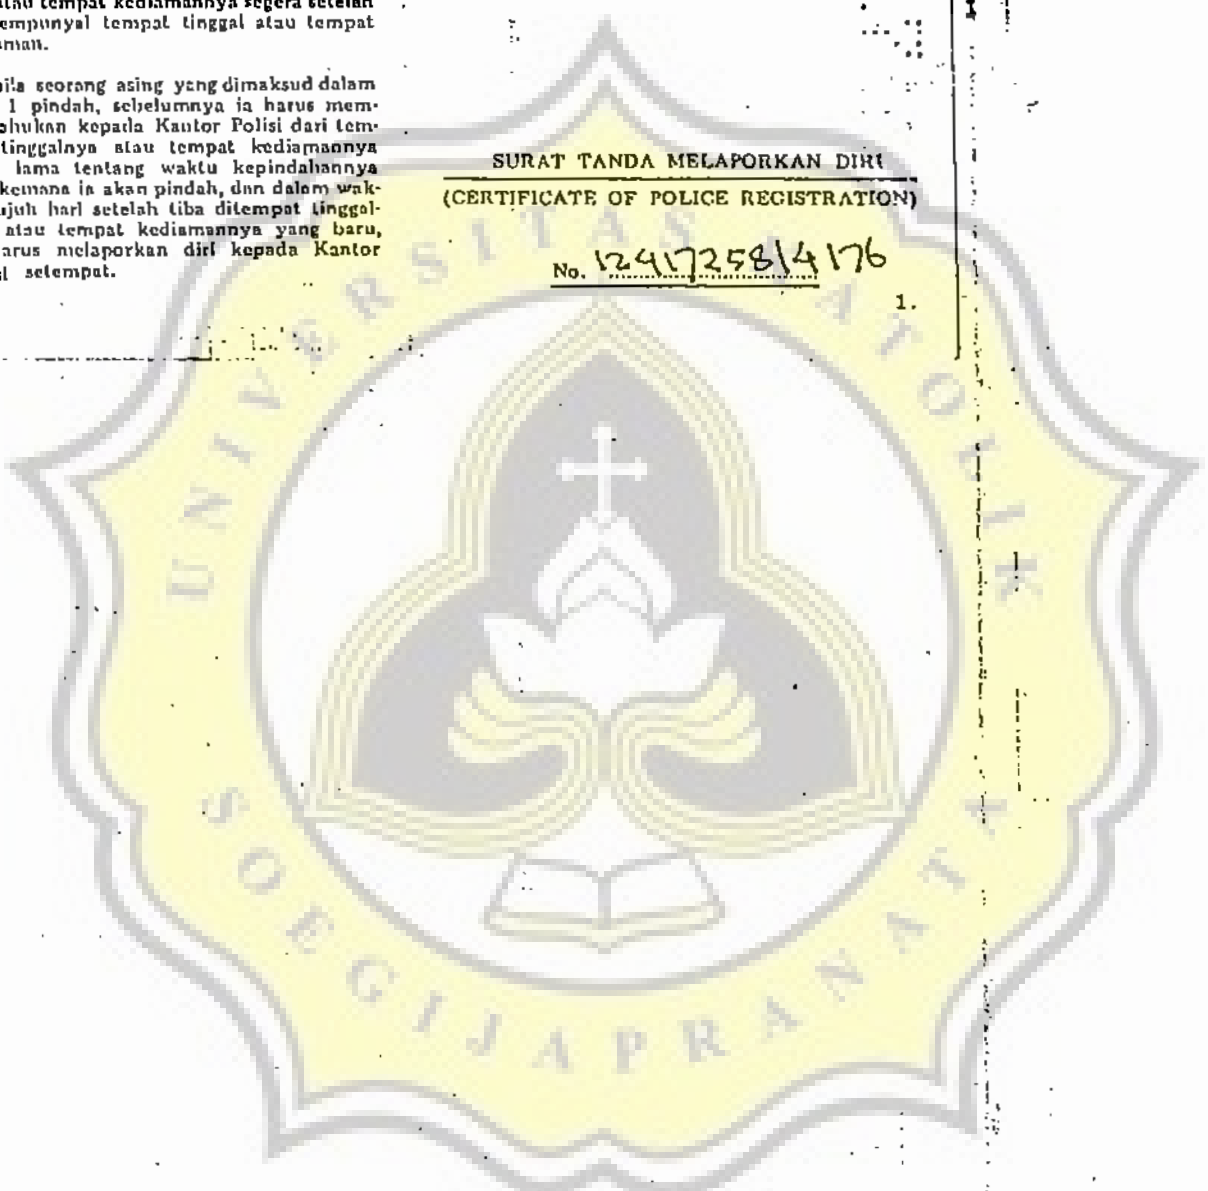 atau tempat kediamannya segera setelah
empunyai tempat tinggal atau tempat
aman.
bila seorang asing yang dimaksud dalam
1 pindah, sebelumnya ia harus mem-
ahukan kepada Kantor Polisi dari tem-
tinggalnya atau tempat kediamannya
lama tentang waktu kepindahannya
kemana ia akan pindah, dan dalam wak-
ujuh hari setelah tiba ditempat tinggal-
atau tempat kediamannya yang baru,
arus melaporkan diri kepada Kantor
setempat.
SURAT TANDA MELAPORKAN DIRI
(CERTIFICATE OF POLICE REGISTRATION)
No. 1241725814176
1.
UNIVERSITAS KATOLIK
SOEGIJAPRANATA